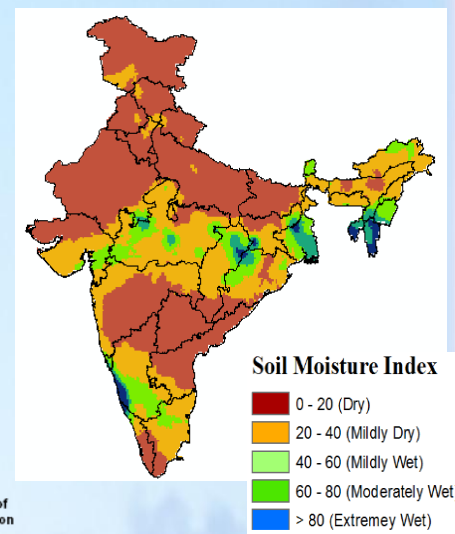 Soil Moisture Index
0 - 20 (Dry)
20 - 40 (Mildly Dry)
40 - 60 (Mildly Wet)
60 - 80 (Moderately Wet
> 80 (Extremey Wet)
of
on